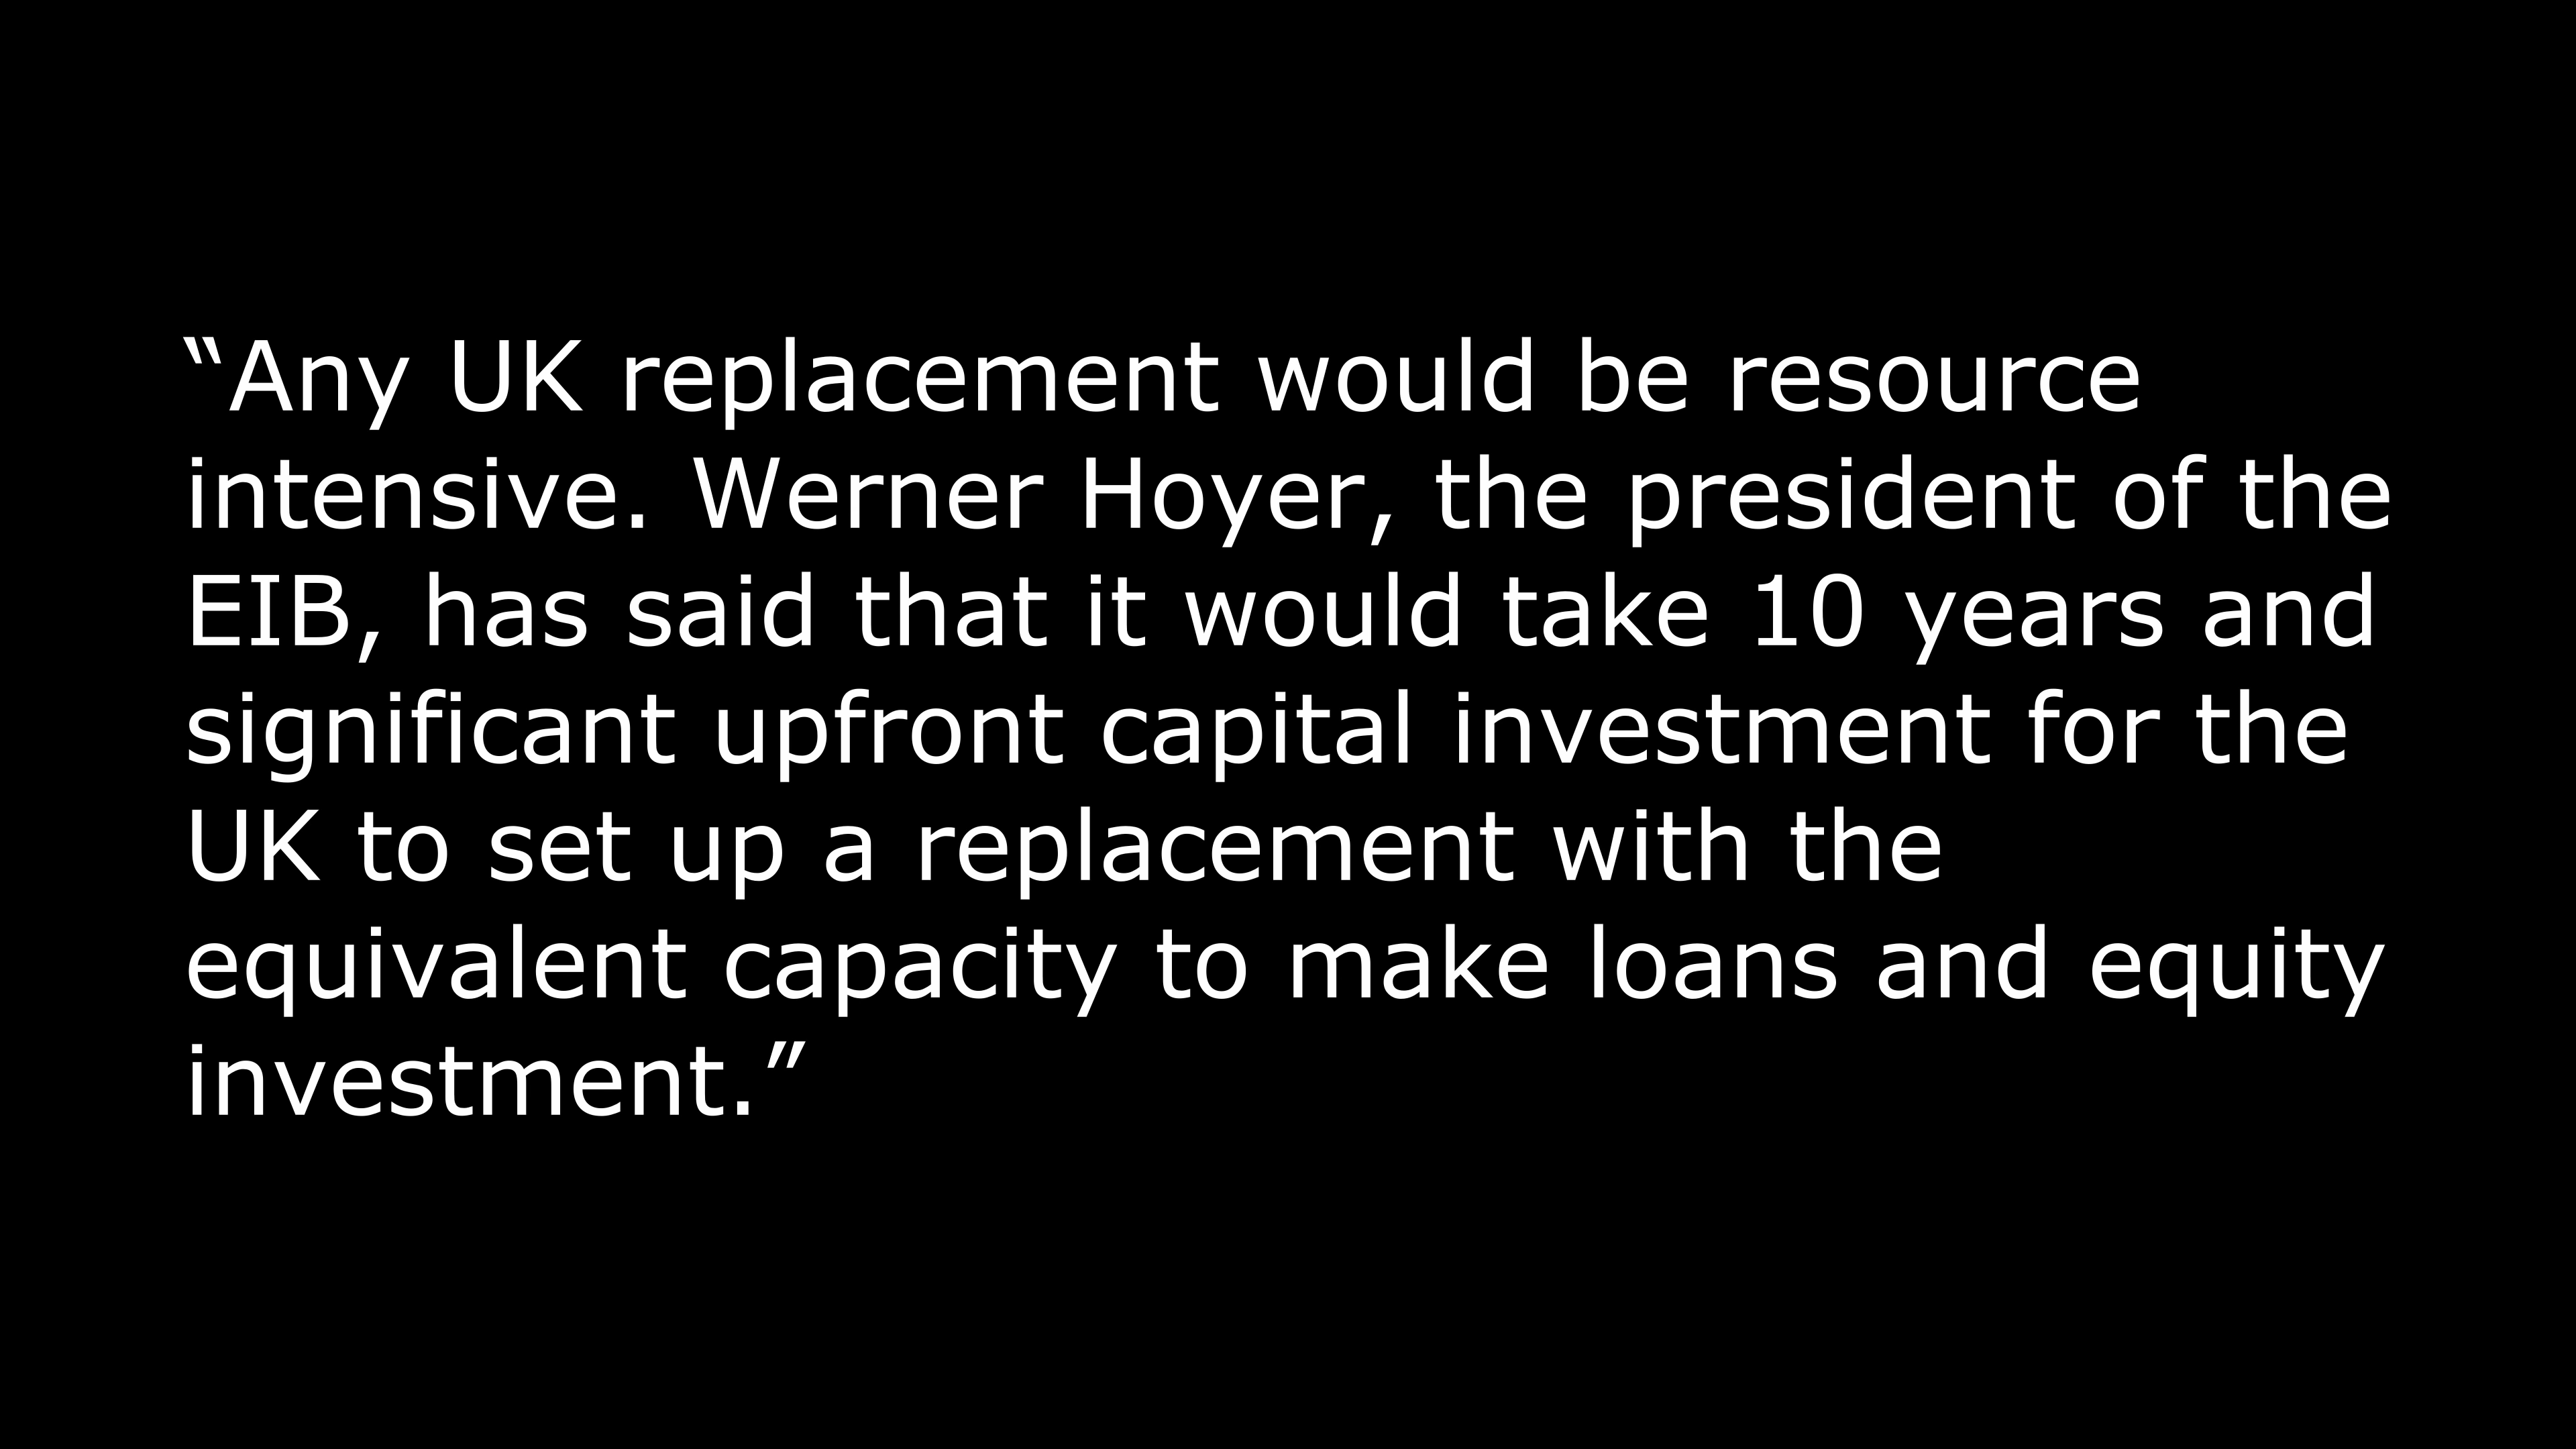 “Any UK replacement would be resource
intensive. Werner Hoyer, the president of the
EIB, has said that it would take 10 years and
significant upfront capital investment for the
UK to set up a replacement with the
equivalent capacity to make loans and equity
investment.”